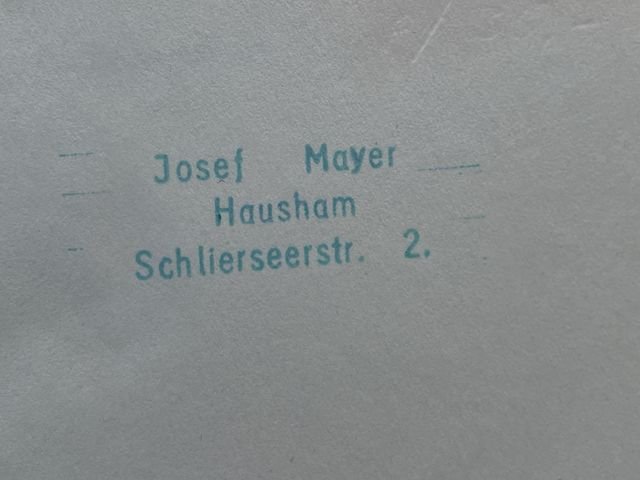 Josef Mayer
Hausham
Schlierseerstr. 2.